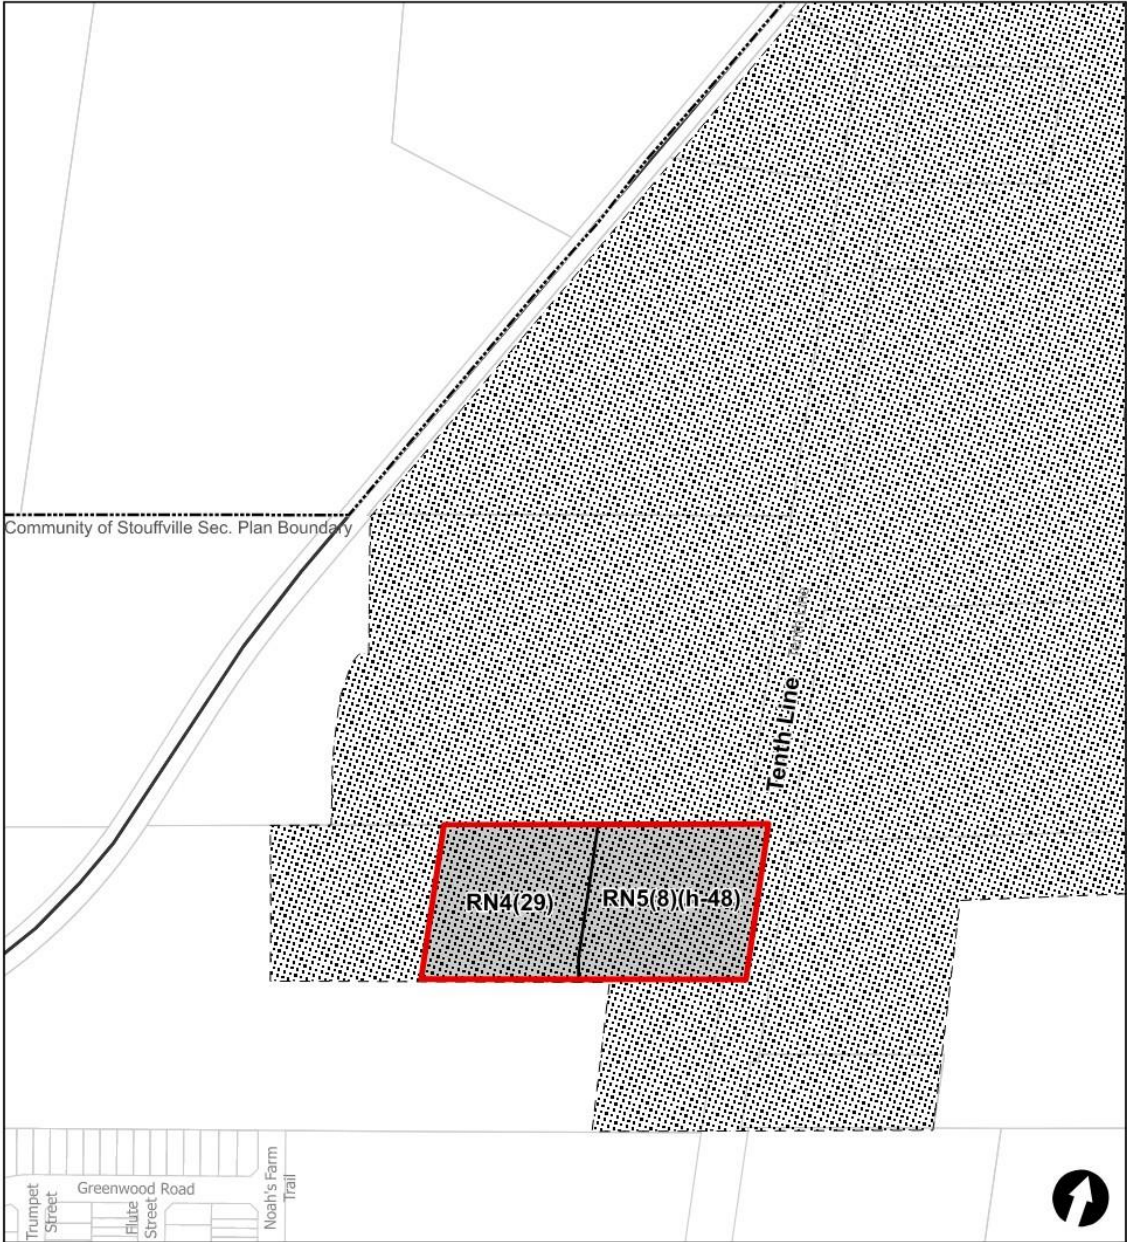 Community of Stouffville Sec. Plan Boundary
Tenth Line
RN4(29)
RN5(8)(h-48)
Greenwood Road
Trumpet
Street
Flute
Street
Noah's Farm
Trail